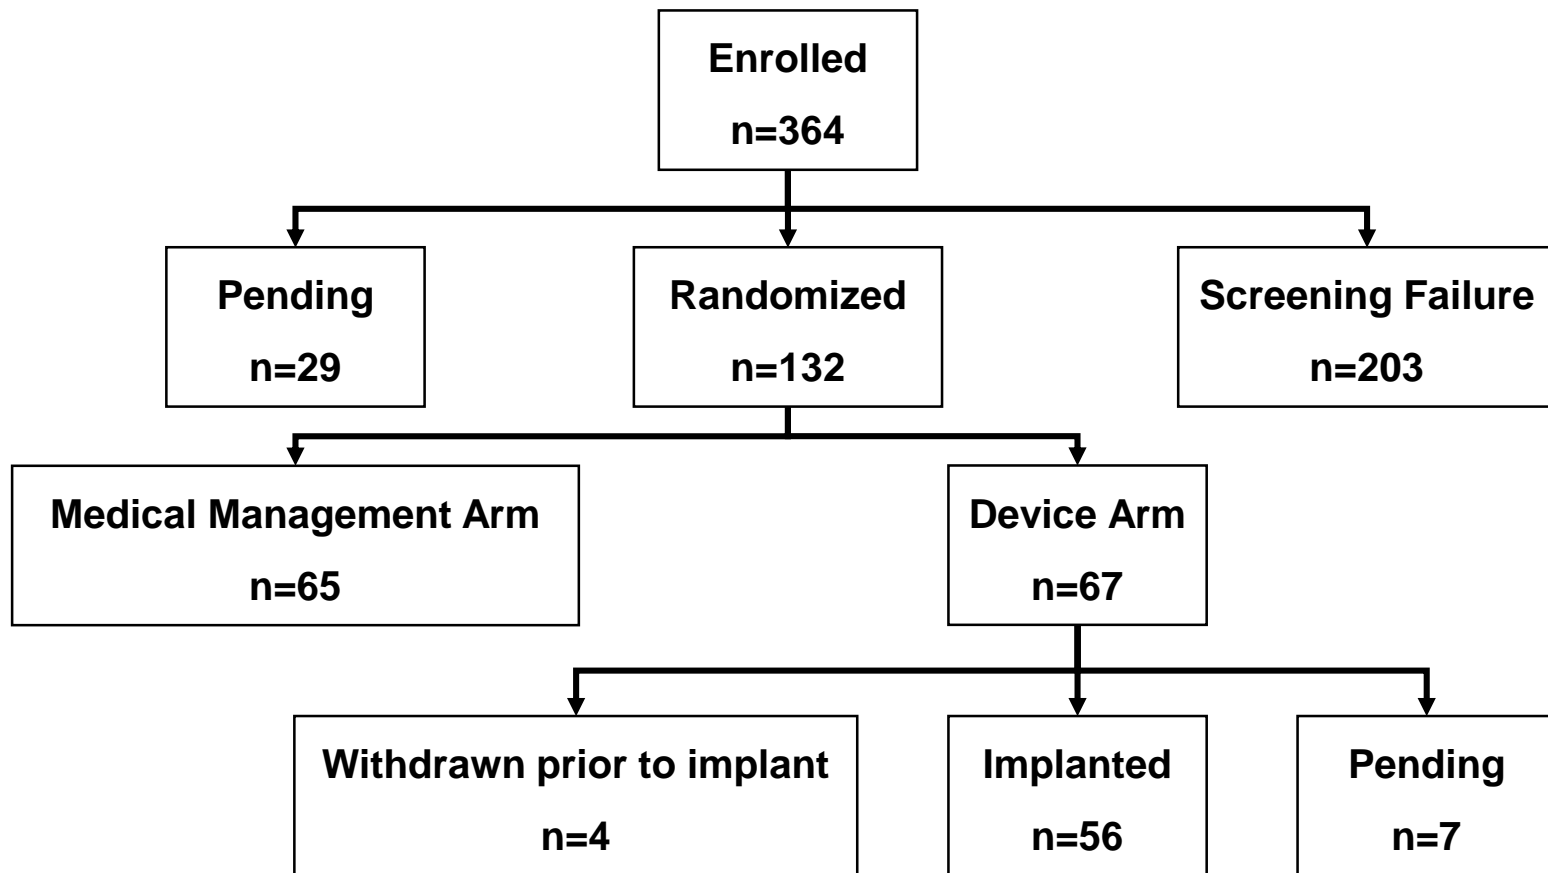 Enrolled
n=364
Pending
n=29
Randomized
n=132
Screening Failure
n=203
Medical Management Arm
n=65
Device Arm
n=67
Withdrawn prior to implant
n=4
Implanted
n=56
Pending
n=7